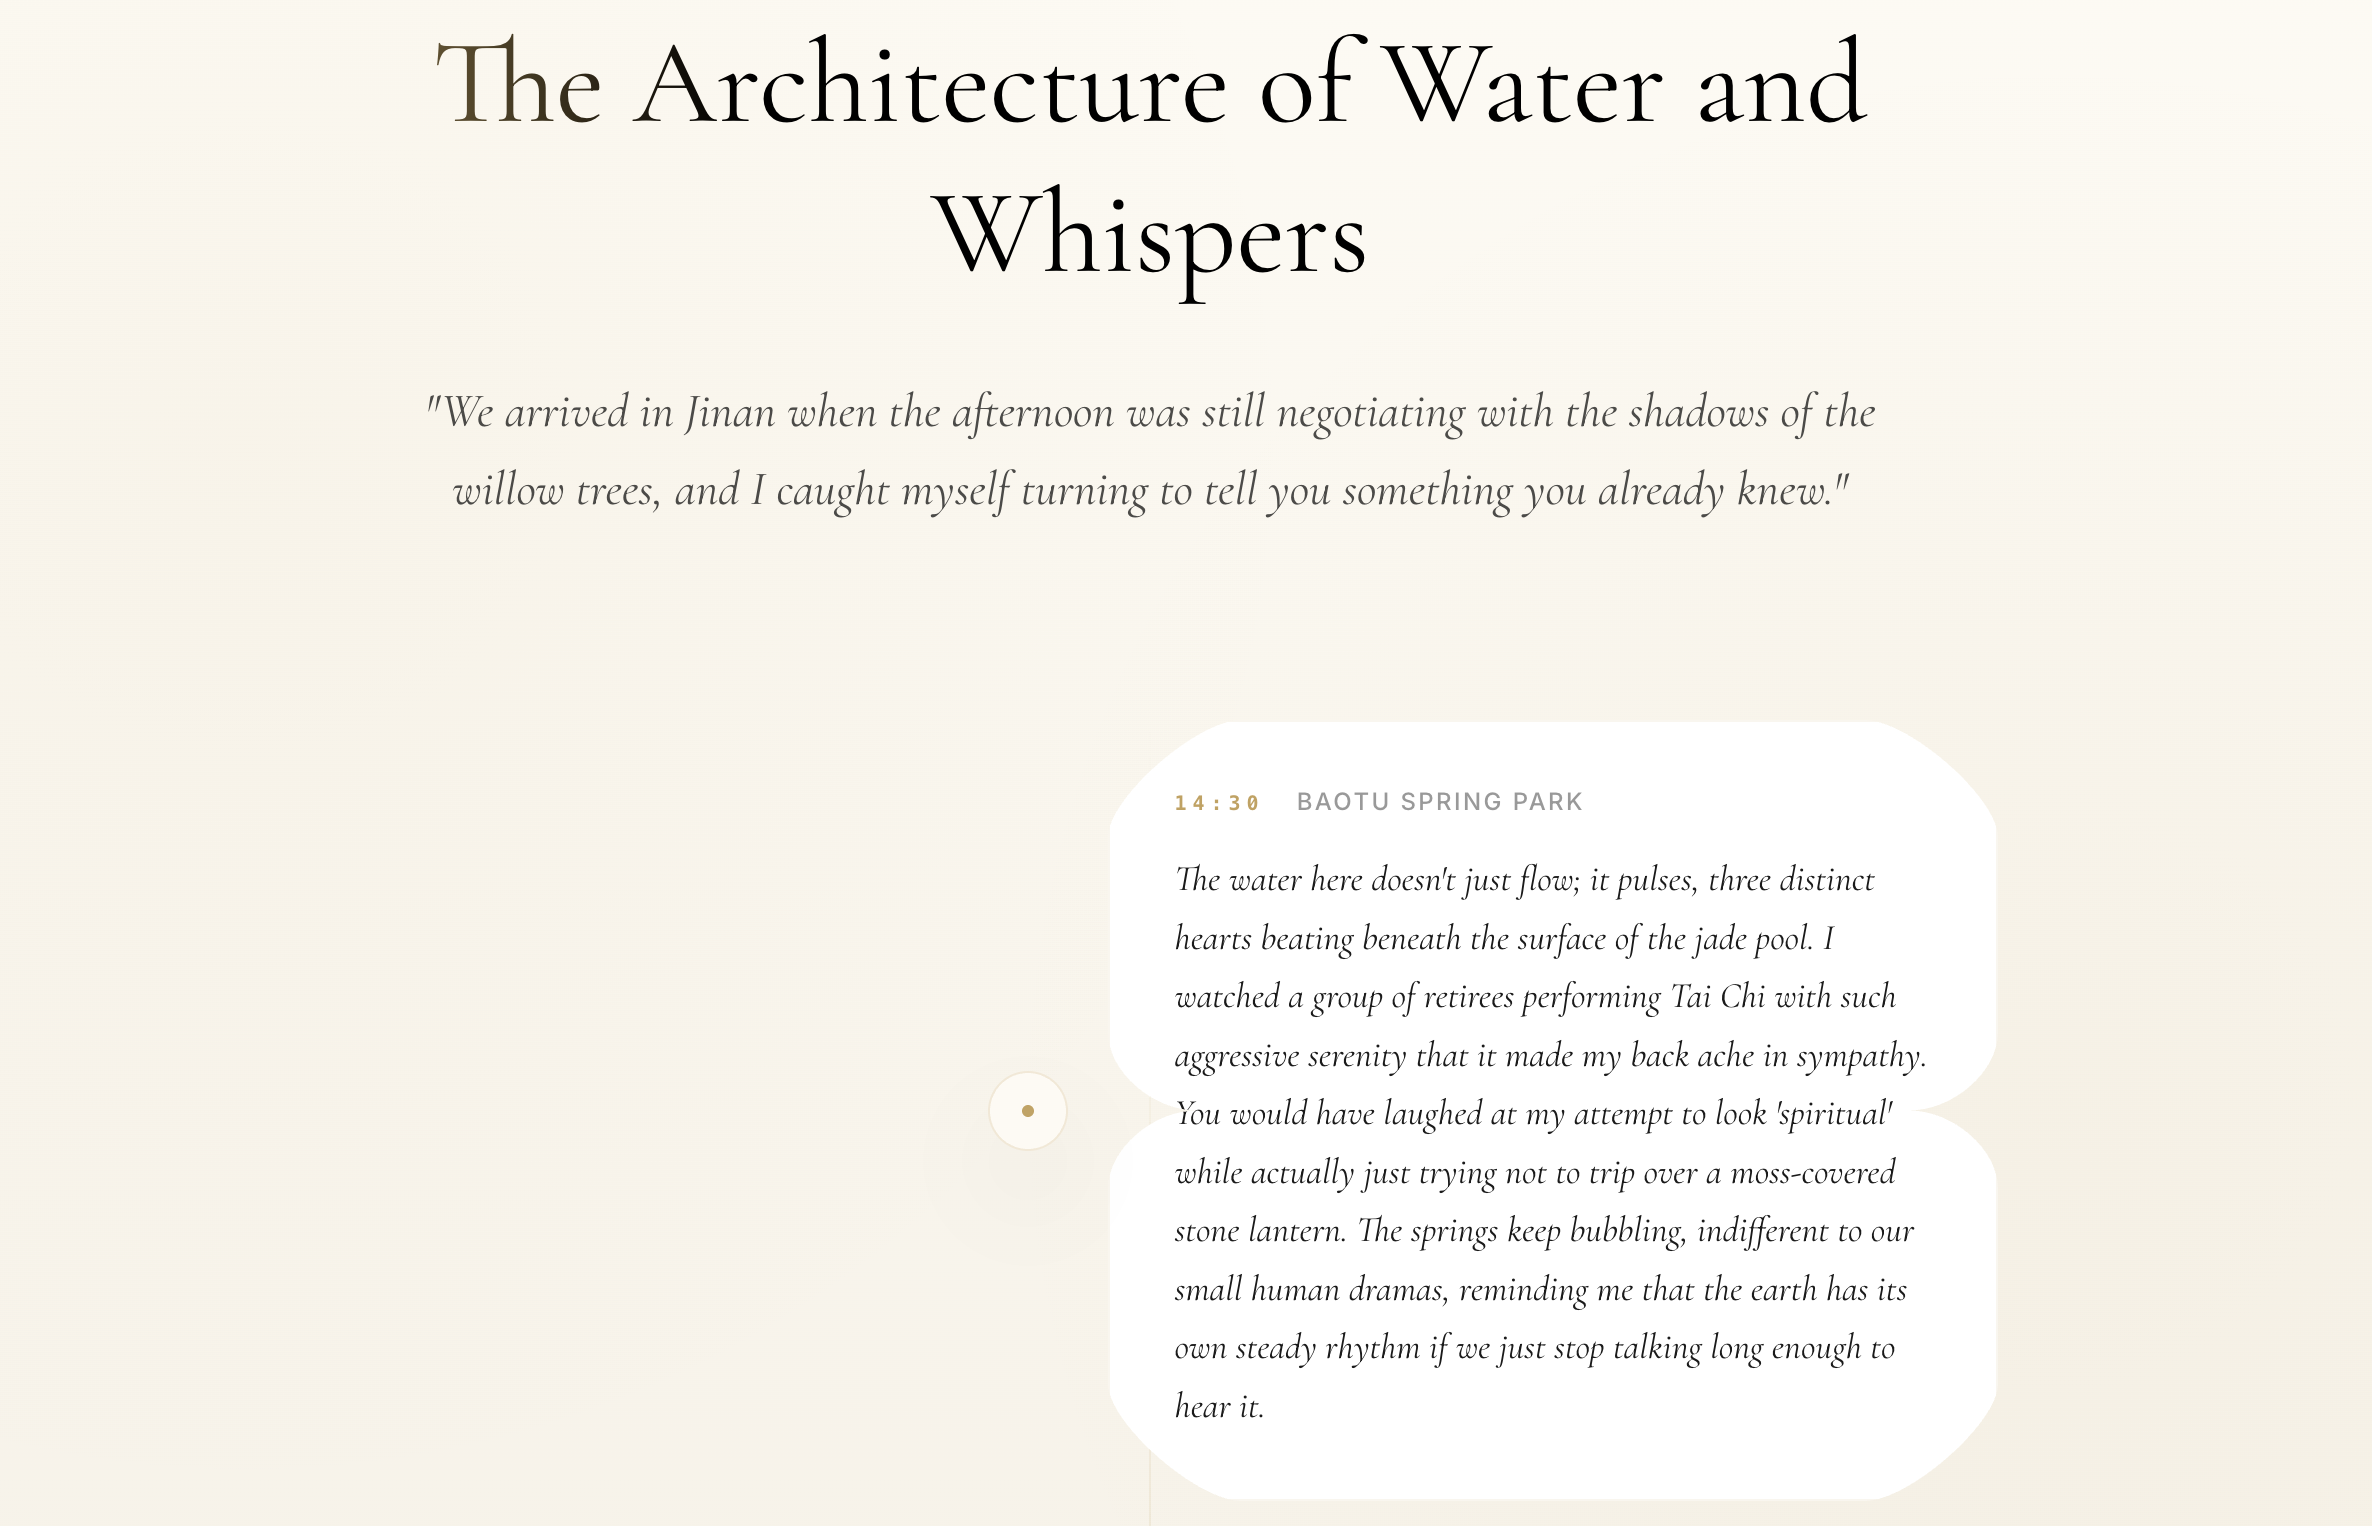 The Architecture of Water and
Whispers
"We arrived in Jinan when the afternoon was still negotiating with the shadows of the
willow trees, and I caught myself turning to tell you something you already knew."
14:30 BAOTU SPRING PARK
The water here doesn't just flow; it pulses, three distinct
hearts beating beneath the surface of the jade pool. I
watched a group of retirees performing Tai Chi with such
aggressive serenity that it made my back ache in sympathy.
You would have laughed at my attempt to look 'spiritual'
while actually just trying not to trip over a moss-covered
stone lantern. The springs keep bubbling, indifferent to our
small human dramas, reminding me that the earth has its
own steady rhythm if we just stop talking long enough to
hear it.